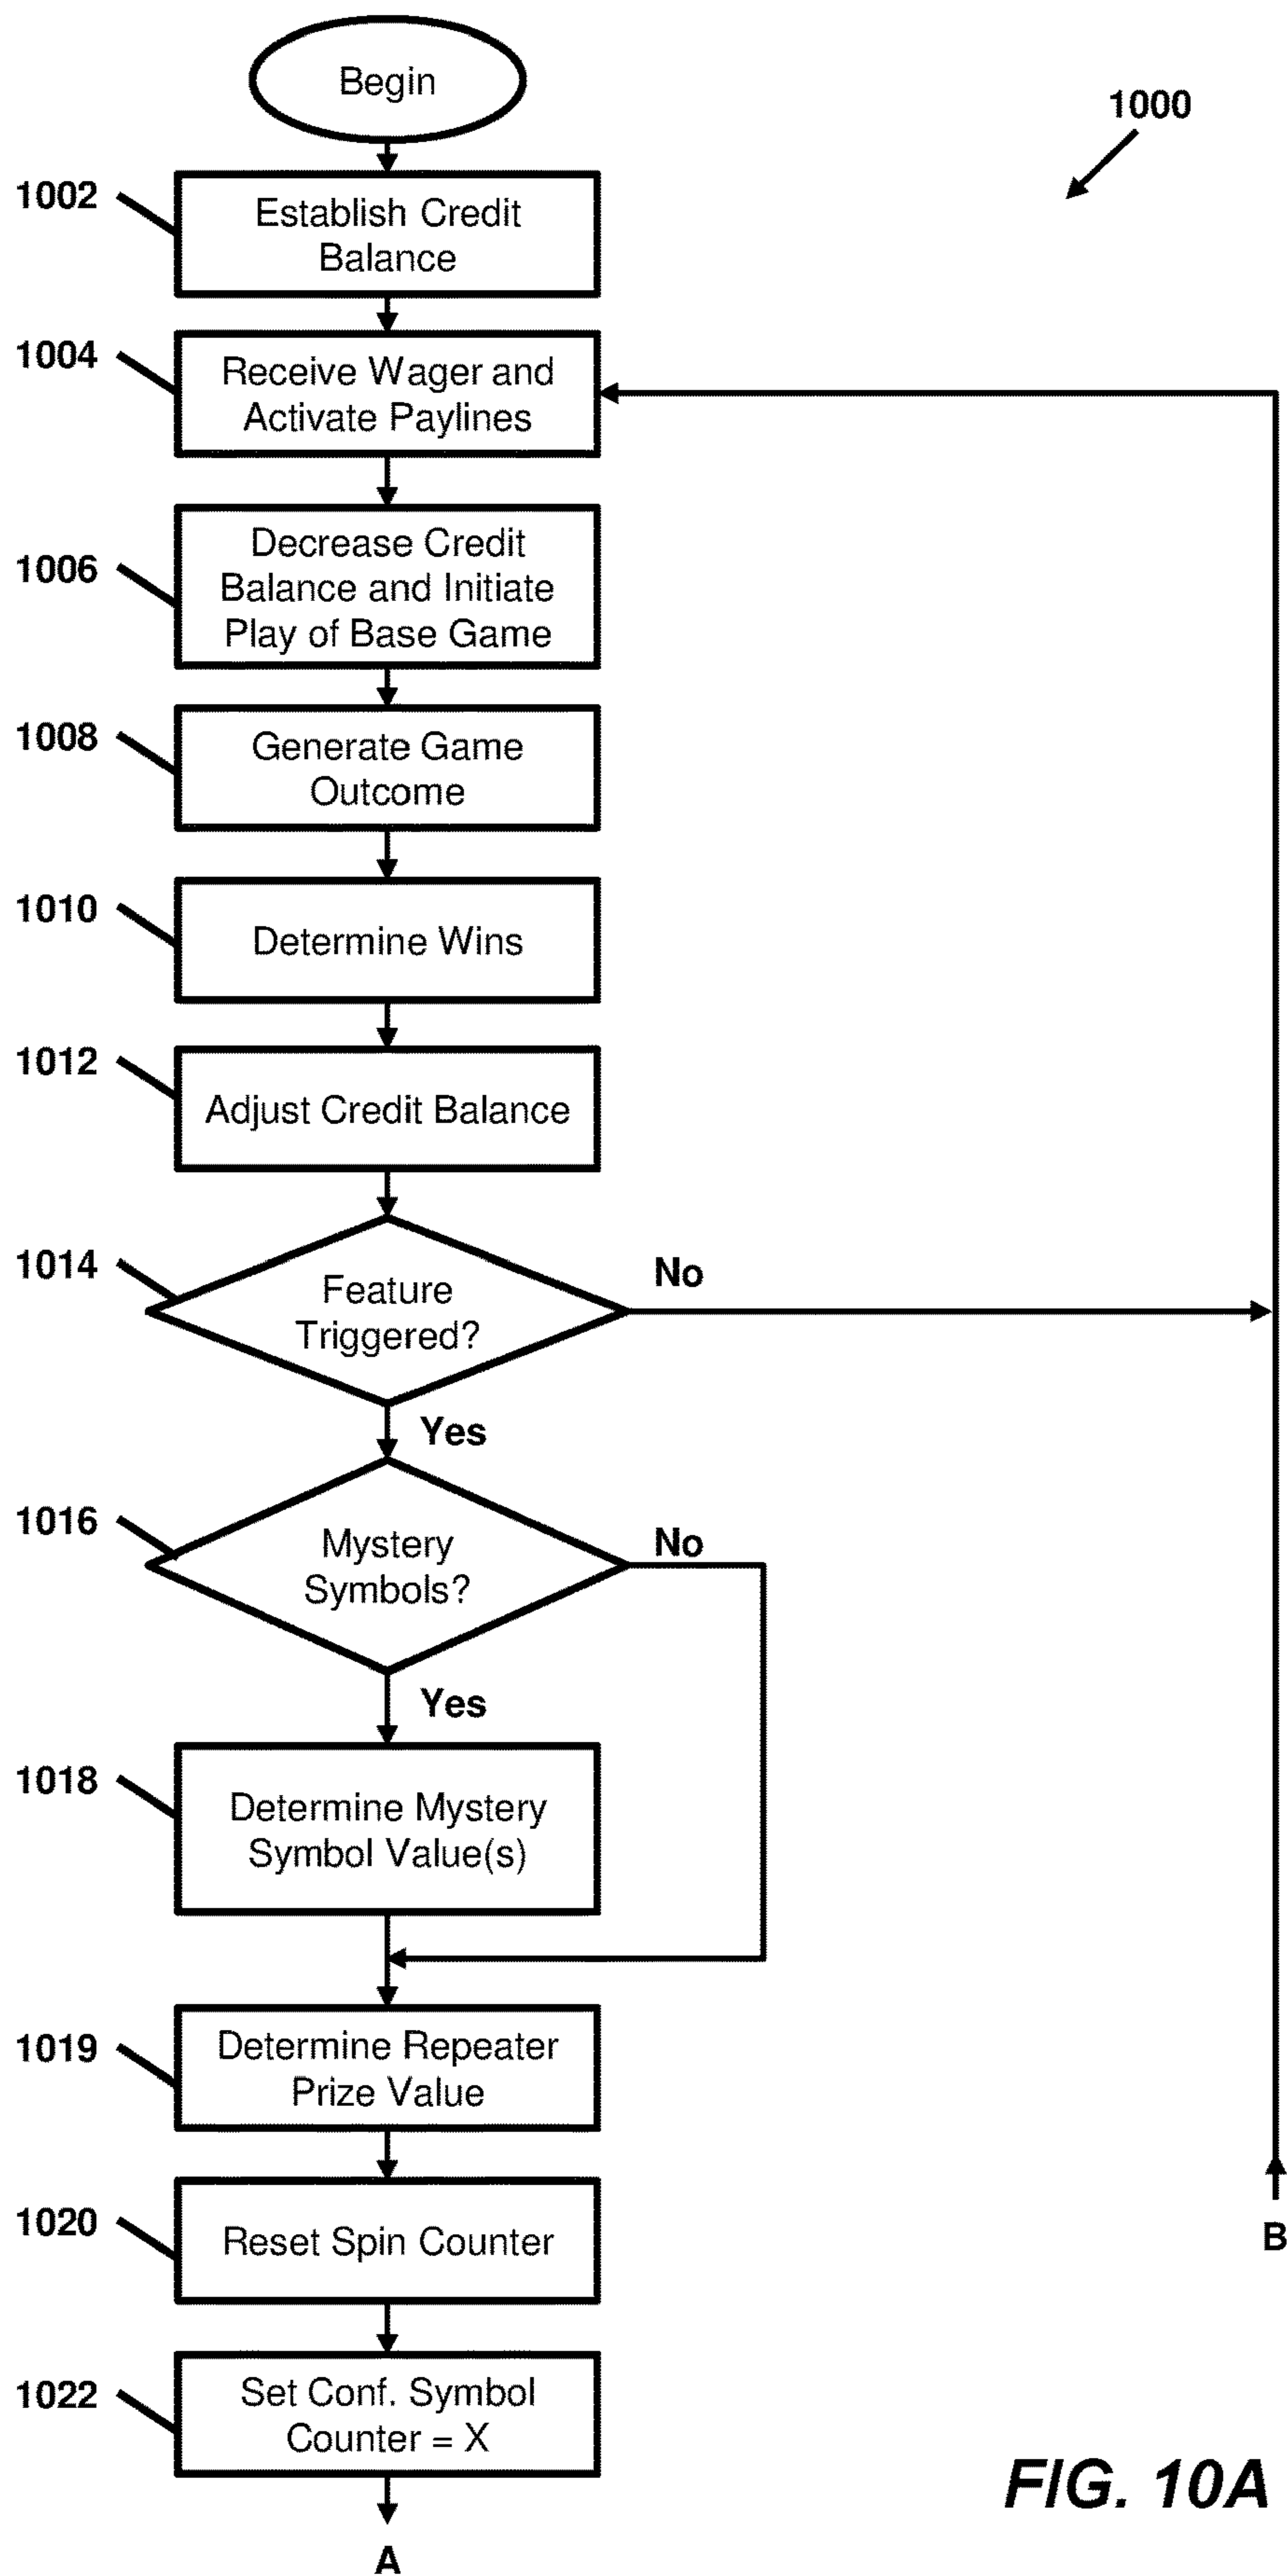 Begin
1000
1002
Establish Credit
Balance
1004
Receive Wager and
Activate Paylines
1006
Decrease Credit
Balance and Initiate
Play of Base Game
1008
Generate Game
Outcome
1010
Determine Wins
1012
Adjust Credit Balance
1014
Feature
Triggered?
No
Yes
1016
Mystery
Symbols?
No
Yes
1018
Determine Mystery
Symbol Value(s)
1019
Determine Repeater
Prize Value
1020
Reset Spin Counter
B
1022
Set Conf. Symbol
Counter = X
A
FIG. 10A